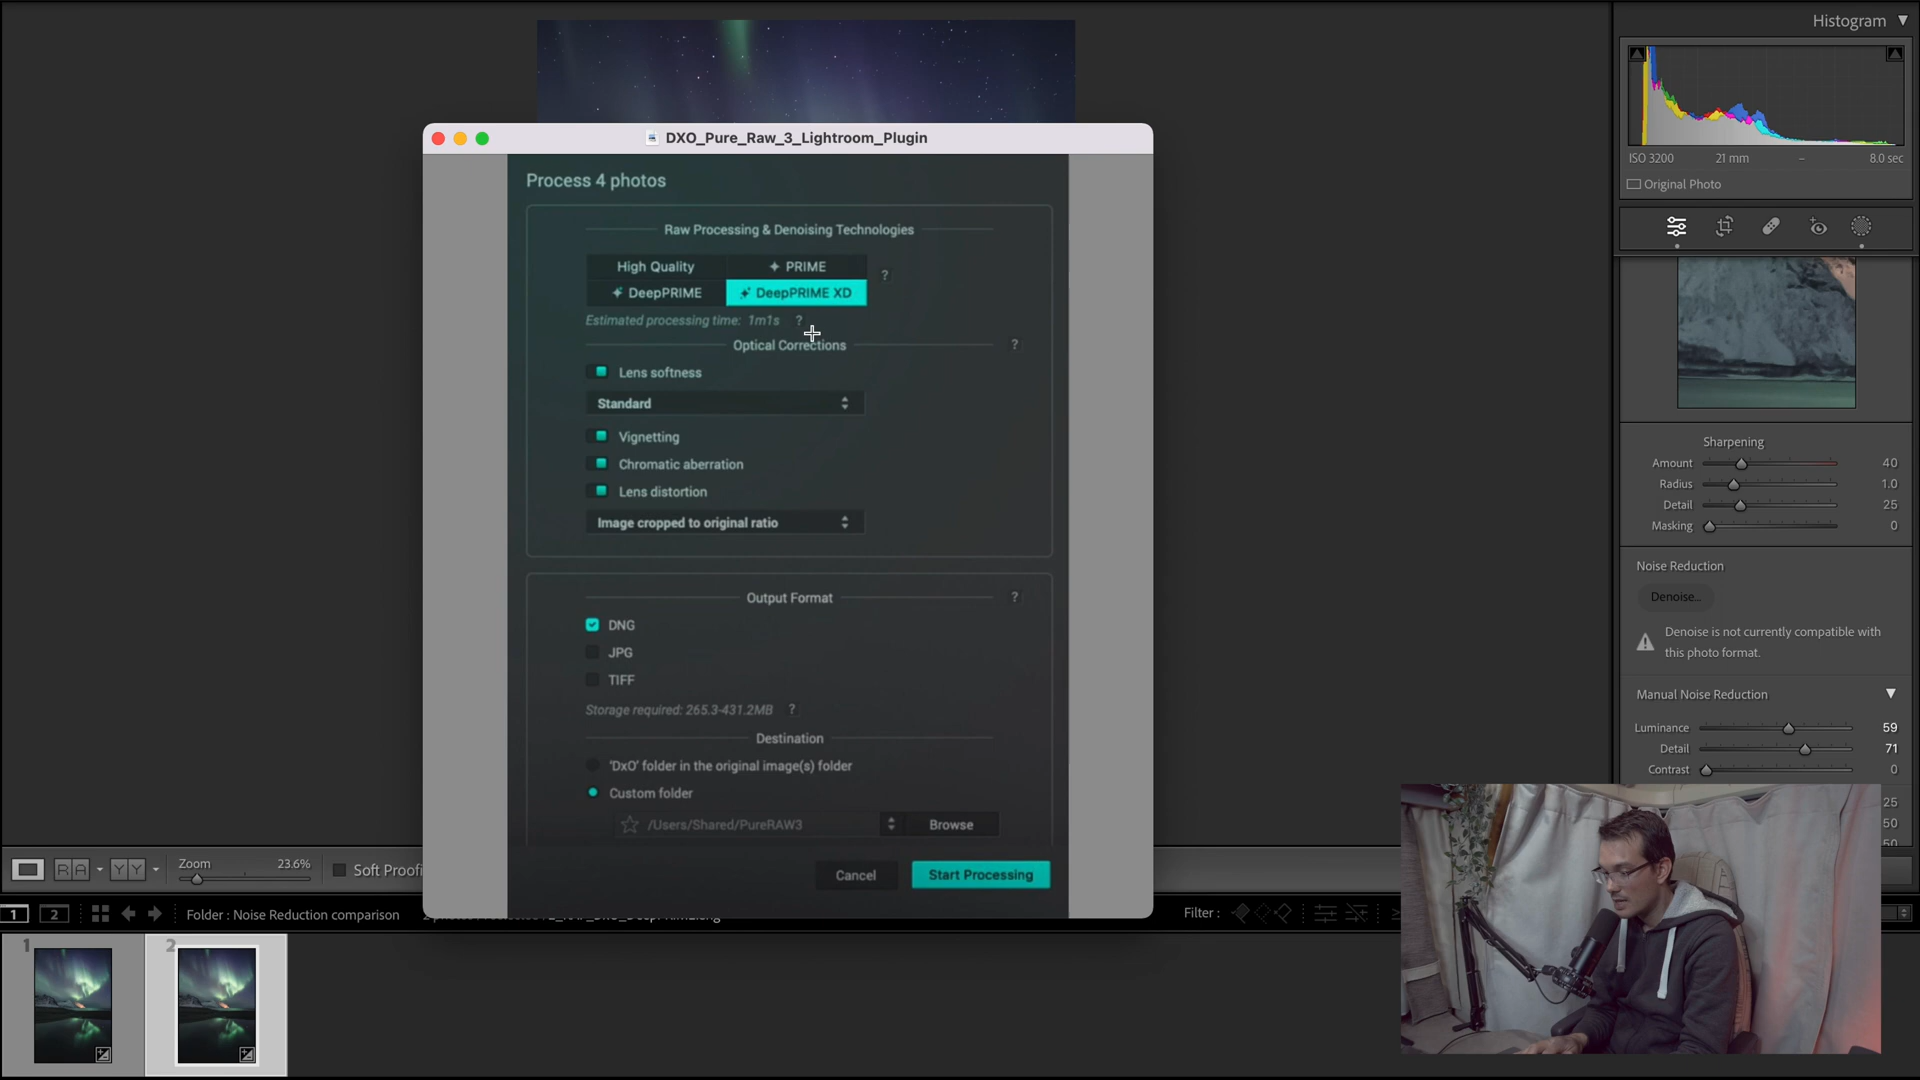 Histogram
DXO_Pure_Raw_3_Lightroom_Plugin
ISO 3200 21 mm – 8.0 sec
Original Photo
Process 4 photos
Raw Processing & Denoising Technologies
High Quality PRIME ?
DeepPRIME DeepPRIME XD
Estimated processing time: 1m1s ?
Optical Corrections ?
Lens softness
Standard
Vignetting
Chromatic aberration
Lens distortion
Image cropped to original ratio
Output Format ?
DNG
JPG
TIFF
Storage required: 265.3-431.2MB ?
Destination
'DxO' folder in the original image(s) folder
Custom folder
/Users/Shared/PureRAW3 Browse
Cancel Start Processing
Sharpening
Amount 40
Radius 1.0
Detail 25
Masking 0
Noise Reduction
Denoise...
Denoise is not currently compatible with
this photo format.
Manual Noise Reduction
Luminance 59
Detail 71
Contrast 0
25
50
50
RA YY Zoom 23.6% Soft Proofi
1 2 Folder : Noise Reduction comparison
Filter :
1 2